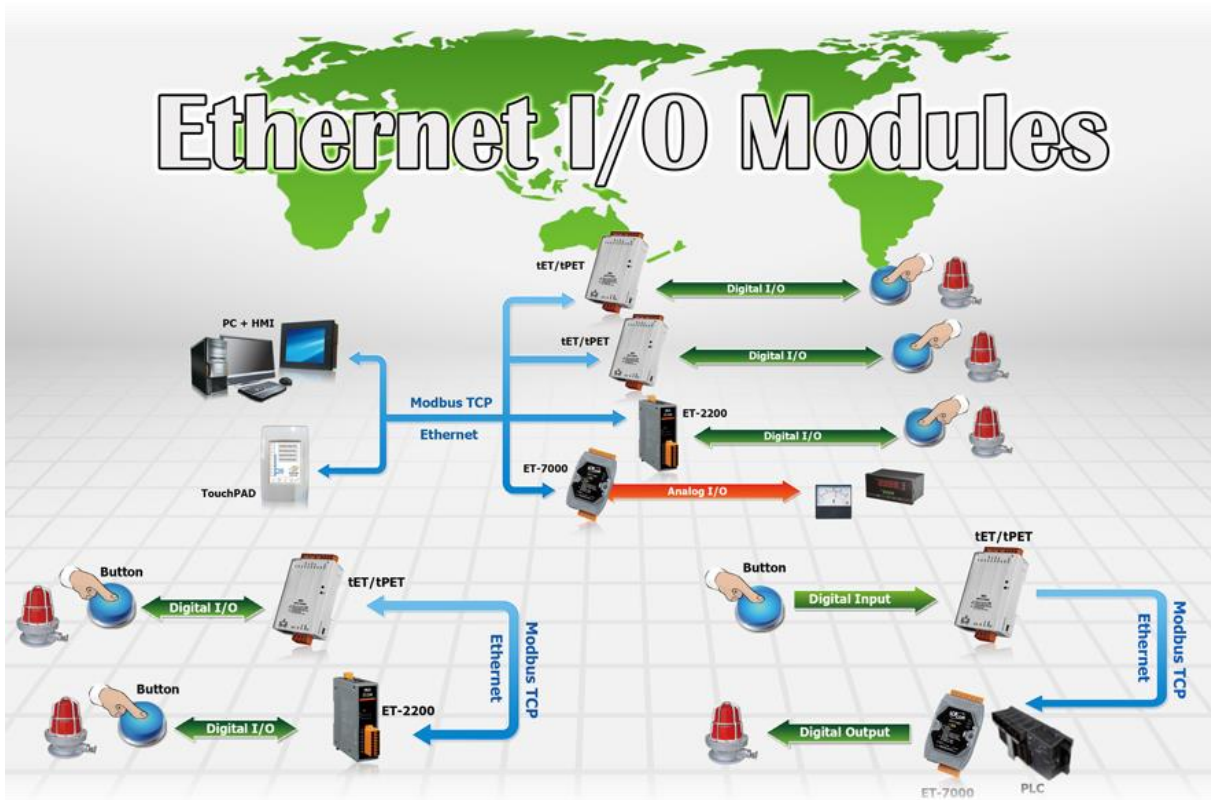 Ethernet I/O Modules
tET/tPET
Digital I/O
PC + HMI
tET/tPET
Digital I/O
Modbus TCP
Ethernet
ET-2200
Digital I/O
ET-7000
Analog I/O
TouchPAD
Button
tET/tPET
Digital I/O
Modbus TCP
Ethernet
Button
ET-2200
Digital I/O
tET/tPET
Button
Digital Input
Modbus TCP
Ethernet
Digital Output
ET-7000
PLC